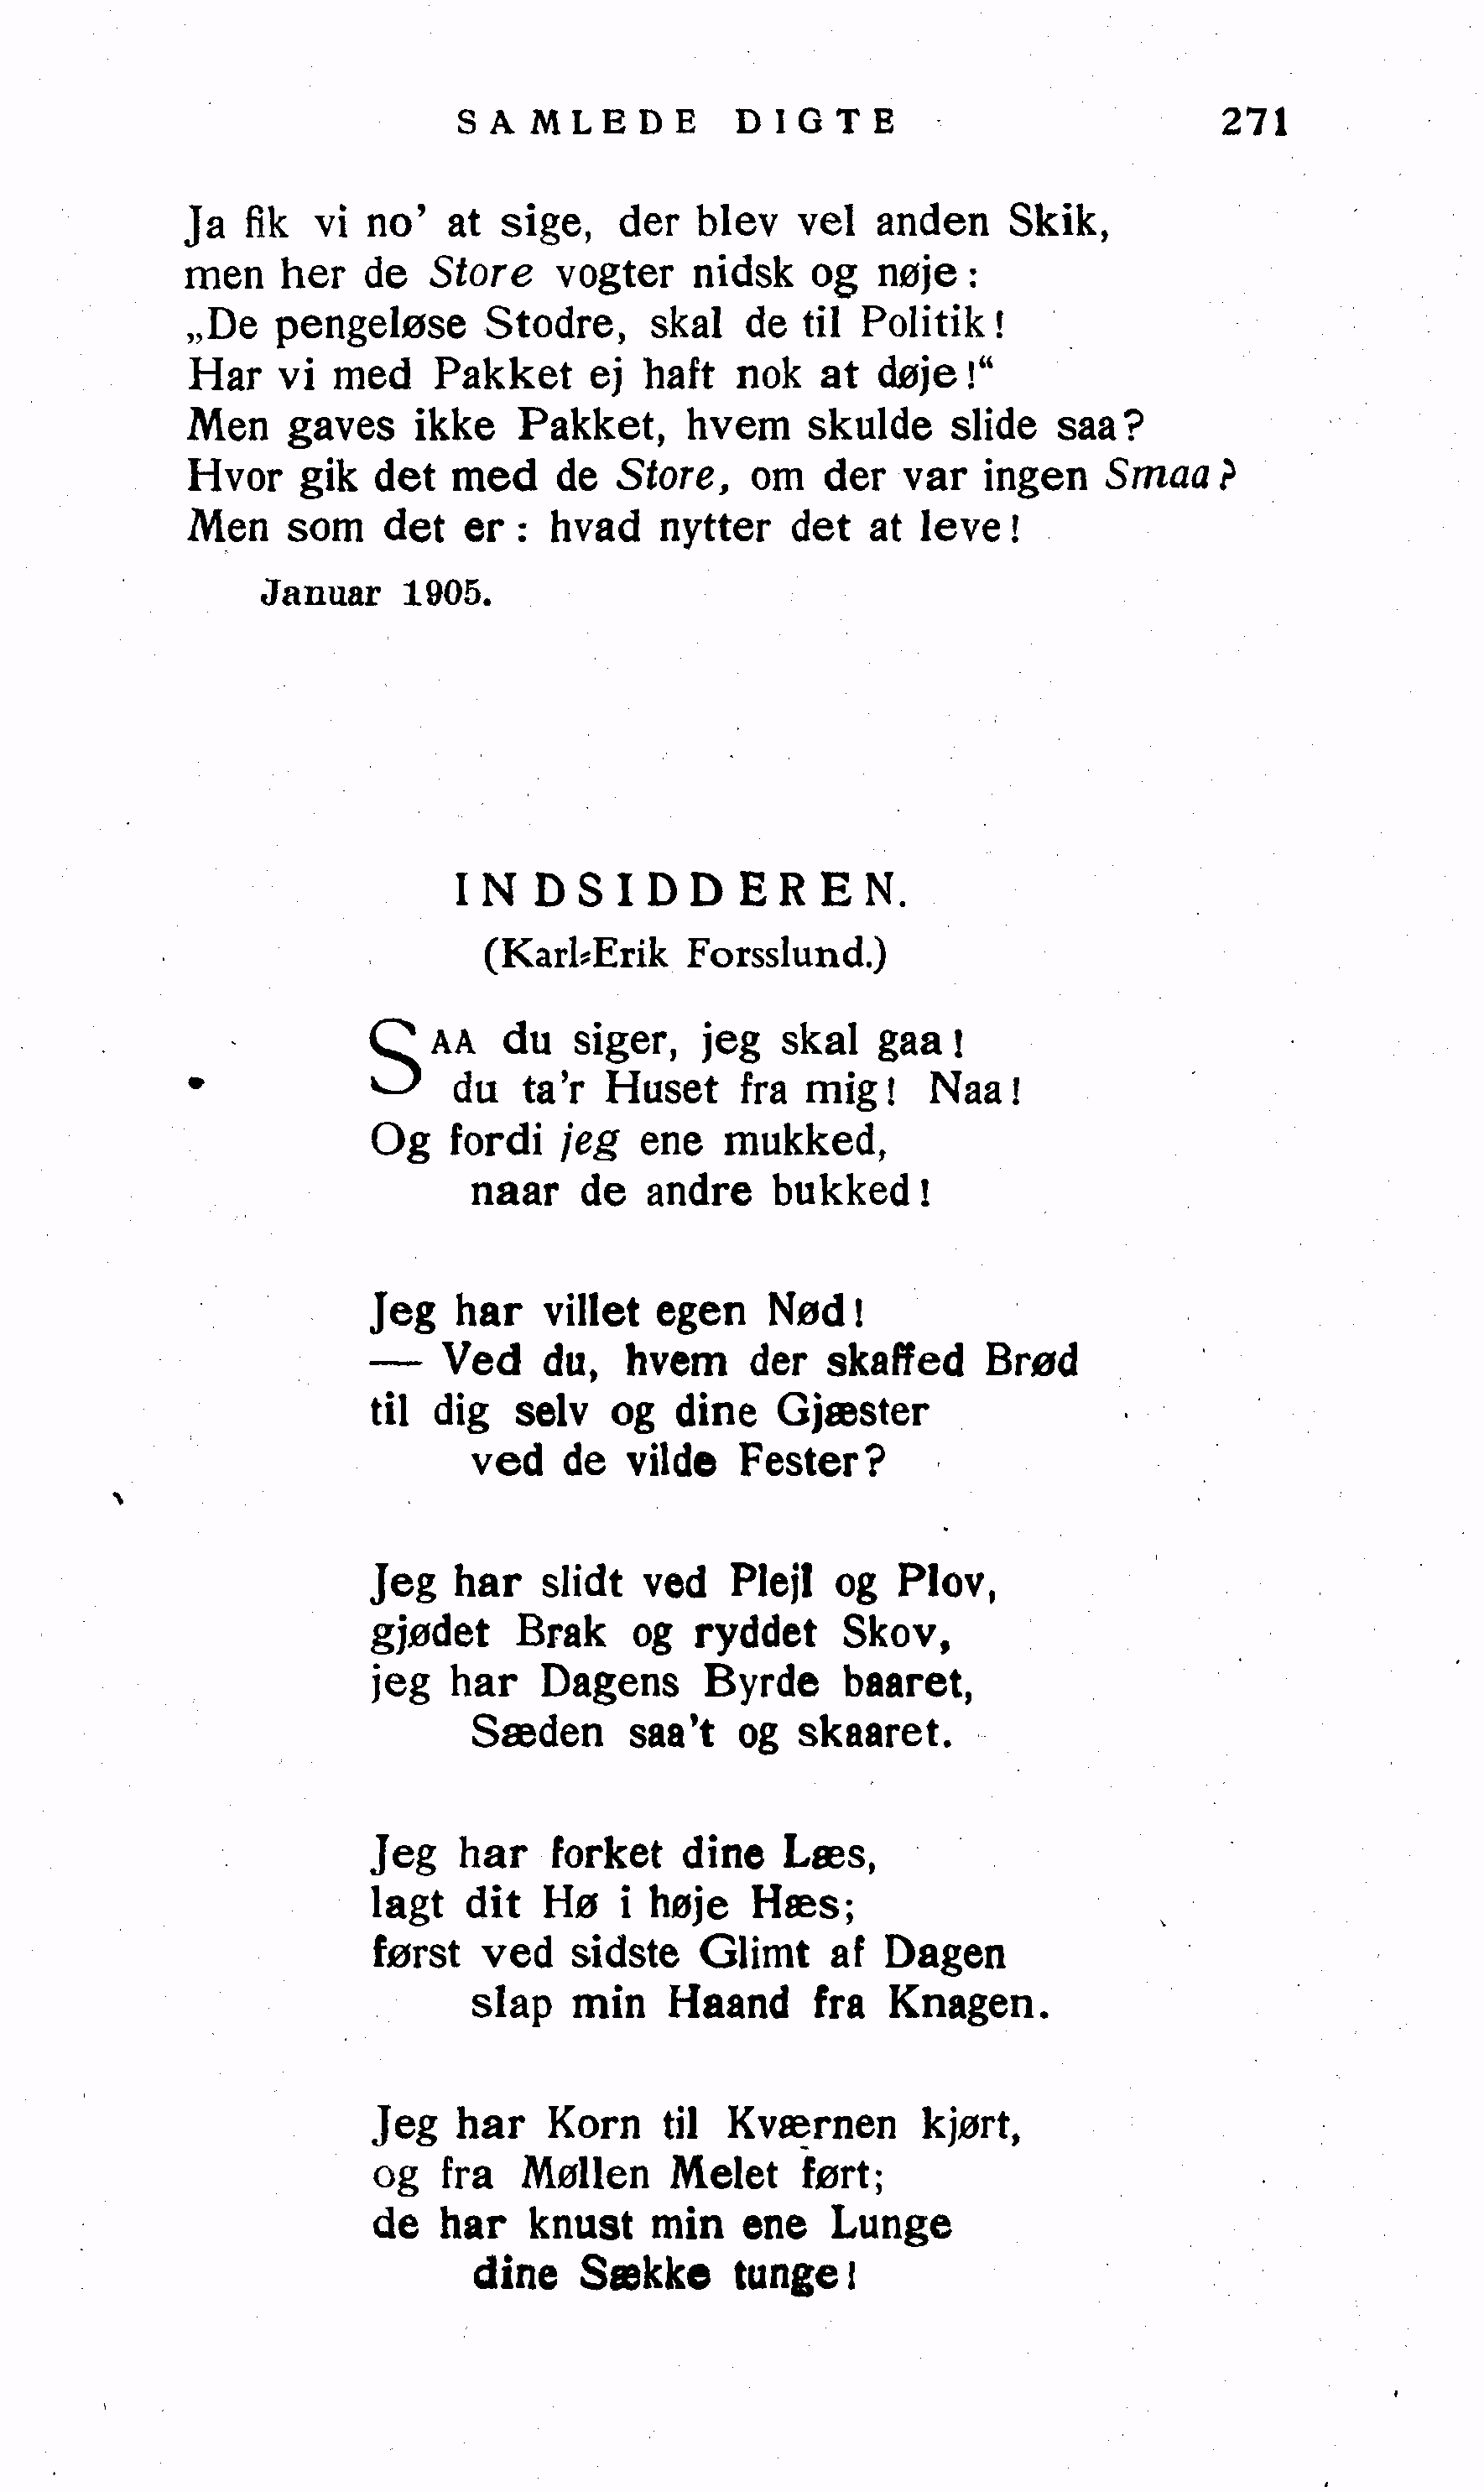 SAMLEDE DIGTE 271
Ja fik vi no' at sige, der blev vel anden Skik,
men her de Store vogter nidsk og nøje:
„De pengeløse Stodre, skal de til Politik!
Har vi med Pakket ej haft nok at døje!“
Men gaves ikke Pakket, hvem skulde slide saa?
Hvor gik det med de Store, om der var ingen Smaa?
Men som det er: hvad nytter det at leve!
Januar 1905.
INDSIDDEREN.
(Karl-Erik Forsslund.)
SAA du siger, jeg skal gaa!
du ta'r Huset fra mig! Naa!
Og fordi jeg ene mukked,
naar de andre bukked!
Jeg har villet egen Nød!
— Ved du, hvem der skaffed Brød
til dig selv og dine Gjæster
ved de vilde Fester?
Jeg har slidt ved Plejl og Plov,
gjødet Brak og ryddet Skov,
jeg har Dagens Byrde baaret,
Sæden saa't og skaaret.
Jeg har forket dine Læs,
lagt dit Hø i høje Hæs;
først ved sidste Glimt af Dagen
slap min Haand fra Knagen.
Jeg har Korn til Kværnen kjørt,
og fra Møllen Melet ført;
de har knust min ene Lunge
dine Sække tunge!